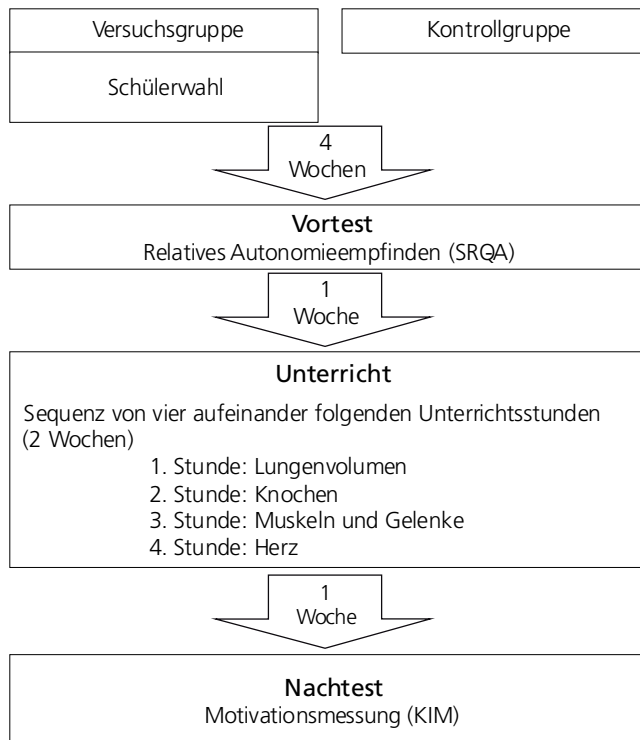 Versuchsgruppe
Kontrollgruppe
Schülerwahl
4
Wochen
Vortest
Relatives Autonomieempfinden (SRQA)
1
Woche
Unterricht
Sequenz von vier aufeinander folgenden Unterrichtsstunden
(2 Wochen)
1. Stunde: Lungenvolumen
2. Stunde: Knochen
3. Stunde: Muskeln und Gelenke
4. Stunde: Herz
1
Woche
Nachtest
Motivationsmessung (KIM)